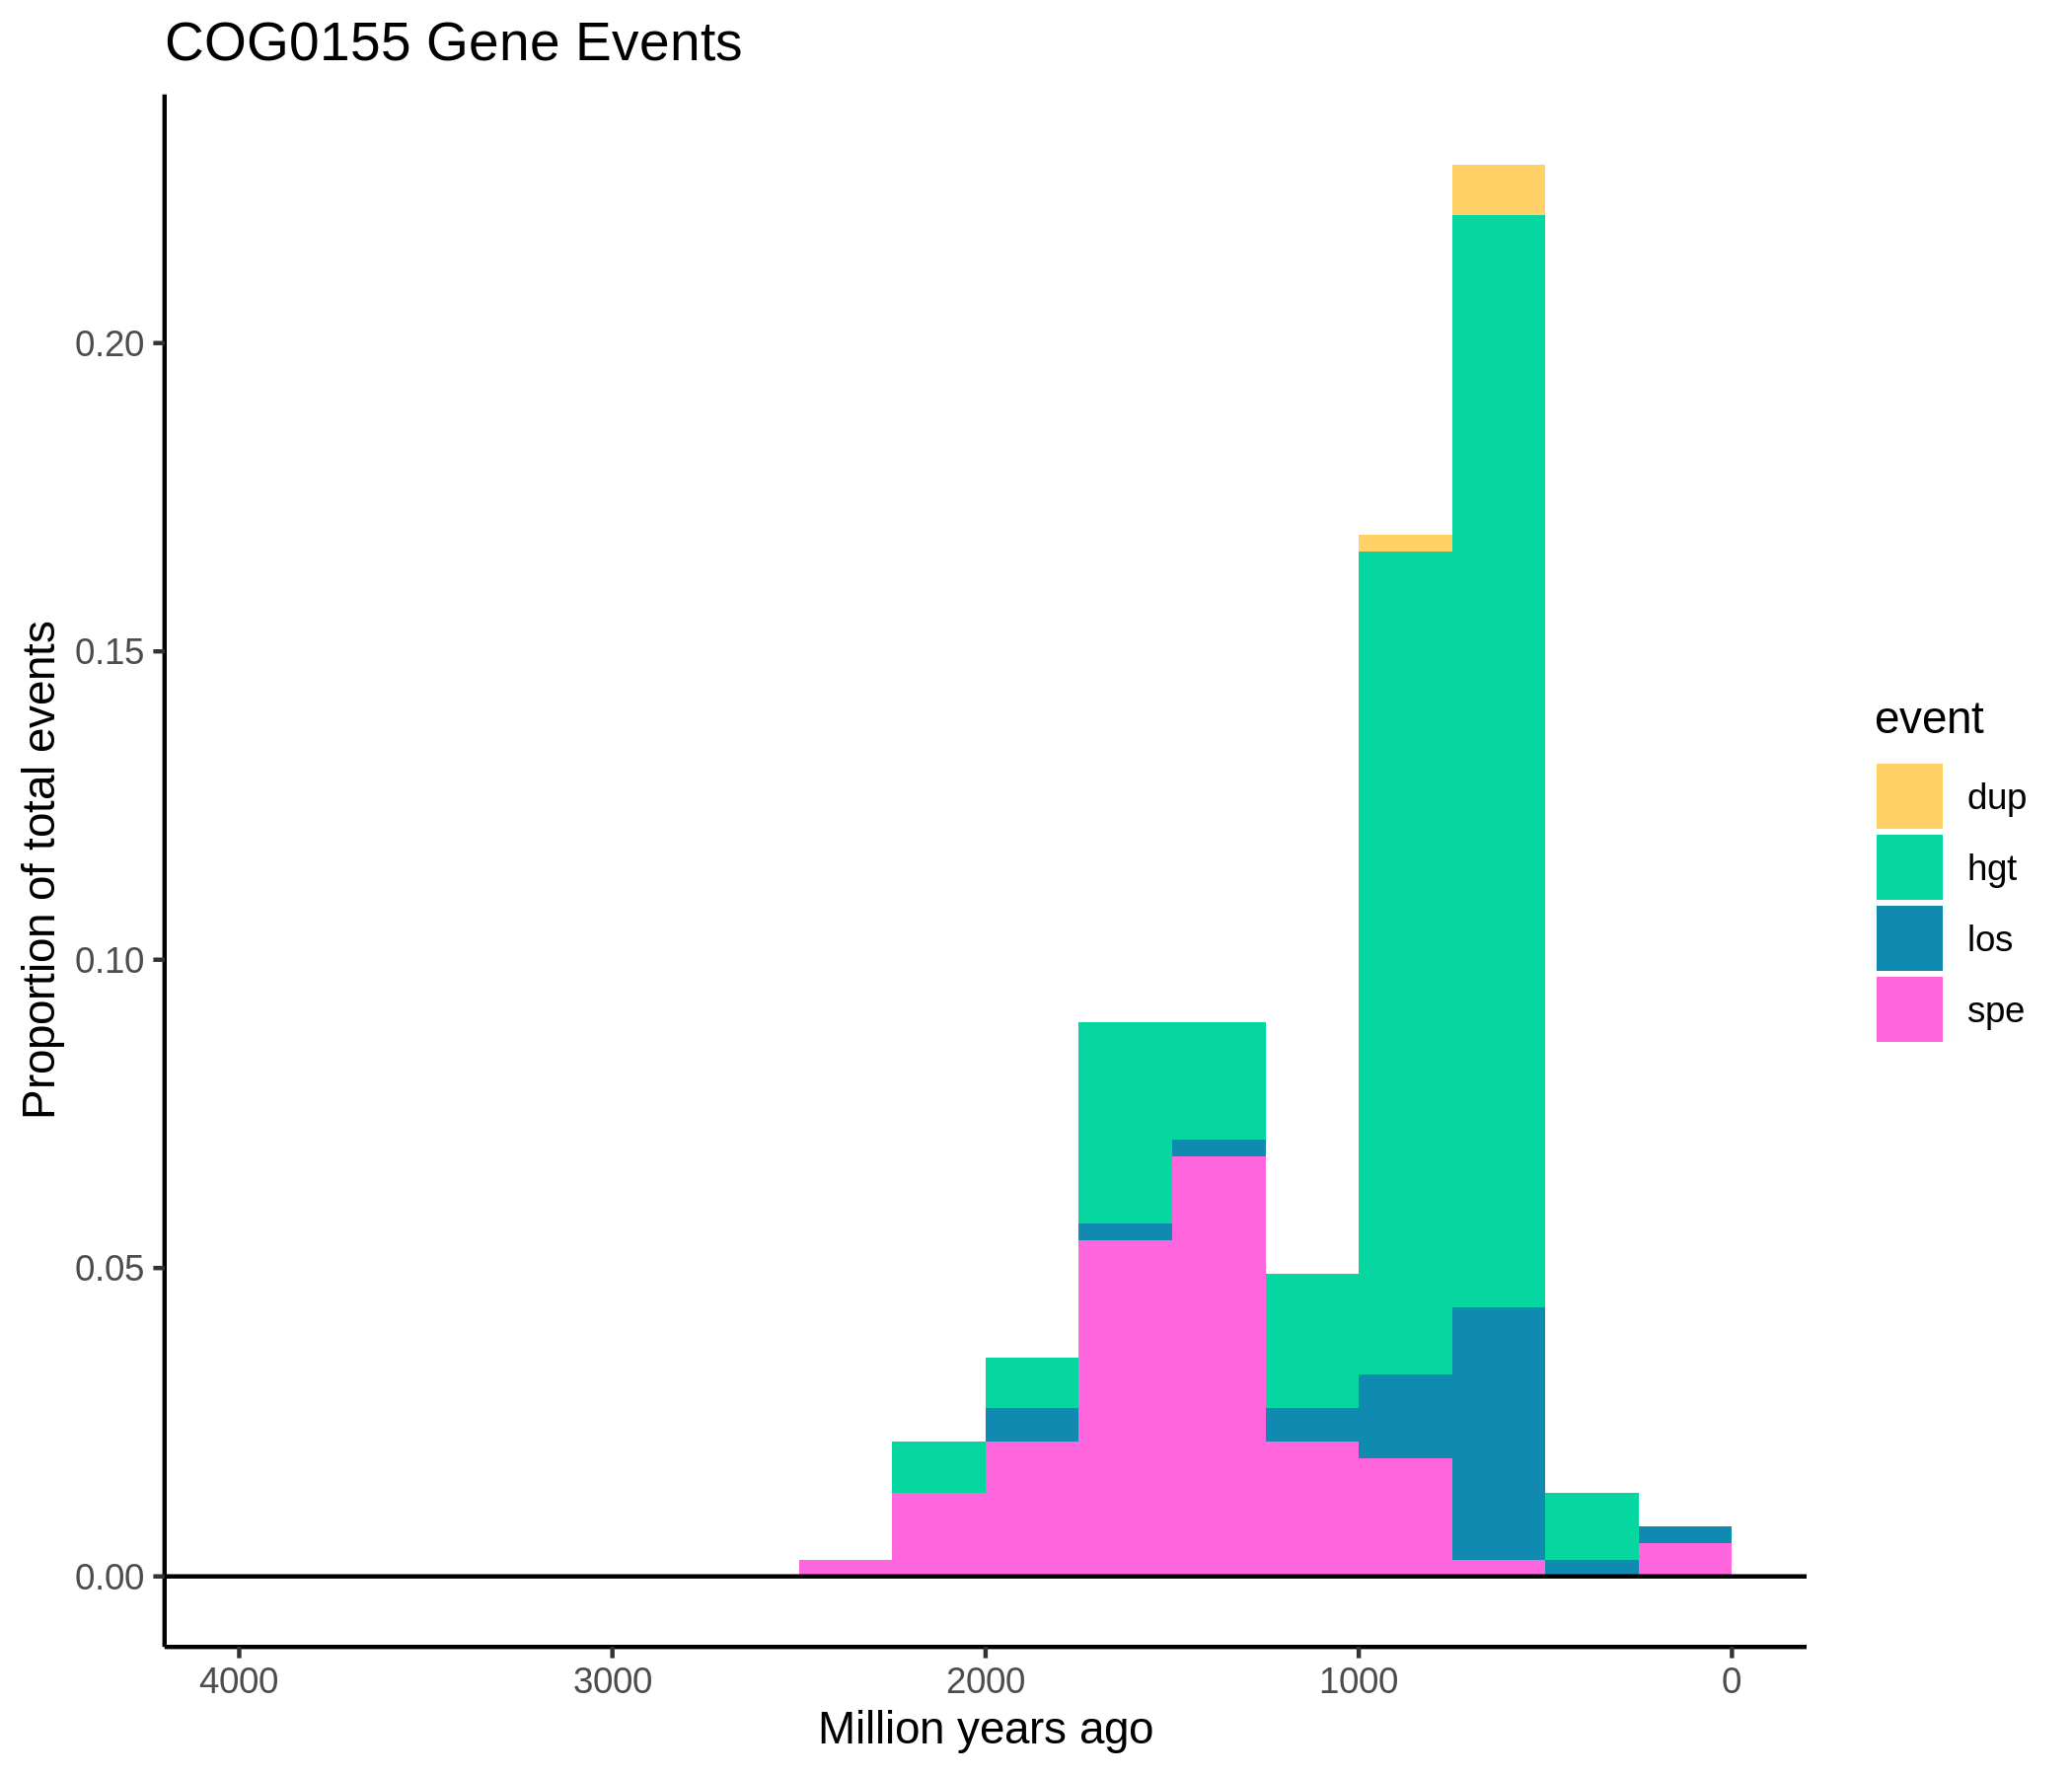 COG0155 Gene Events
Proportion of total events
0.20
0.15
0.10
0.05
0.00
4000 3000 2000 1000 0
Million years ago
event
dup
hgt
los
spe